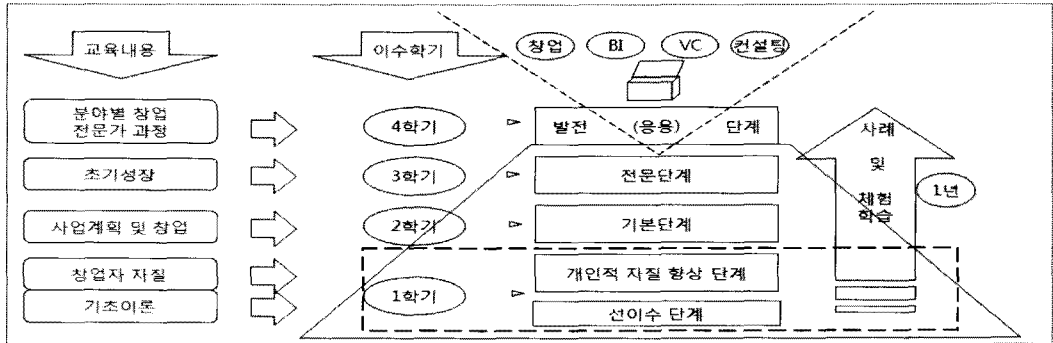 교육내용
이수학기
창업
BI
VC
컨설팅
분야별 창업
전문가 과정
4학기
발전 (응용) 단계
사례
및
체험
학습
초기성장
3학기
전문단계
1년
사업계획 및 창업
2학기
기본단계
창업자 자질
개인적 자질 향상 단계
1학기
기초이론
선이수 단계